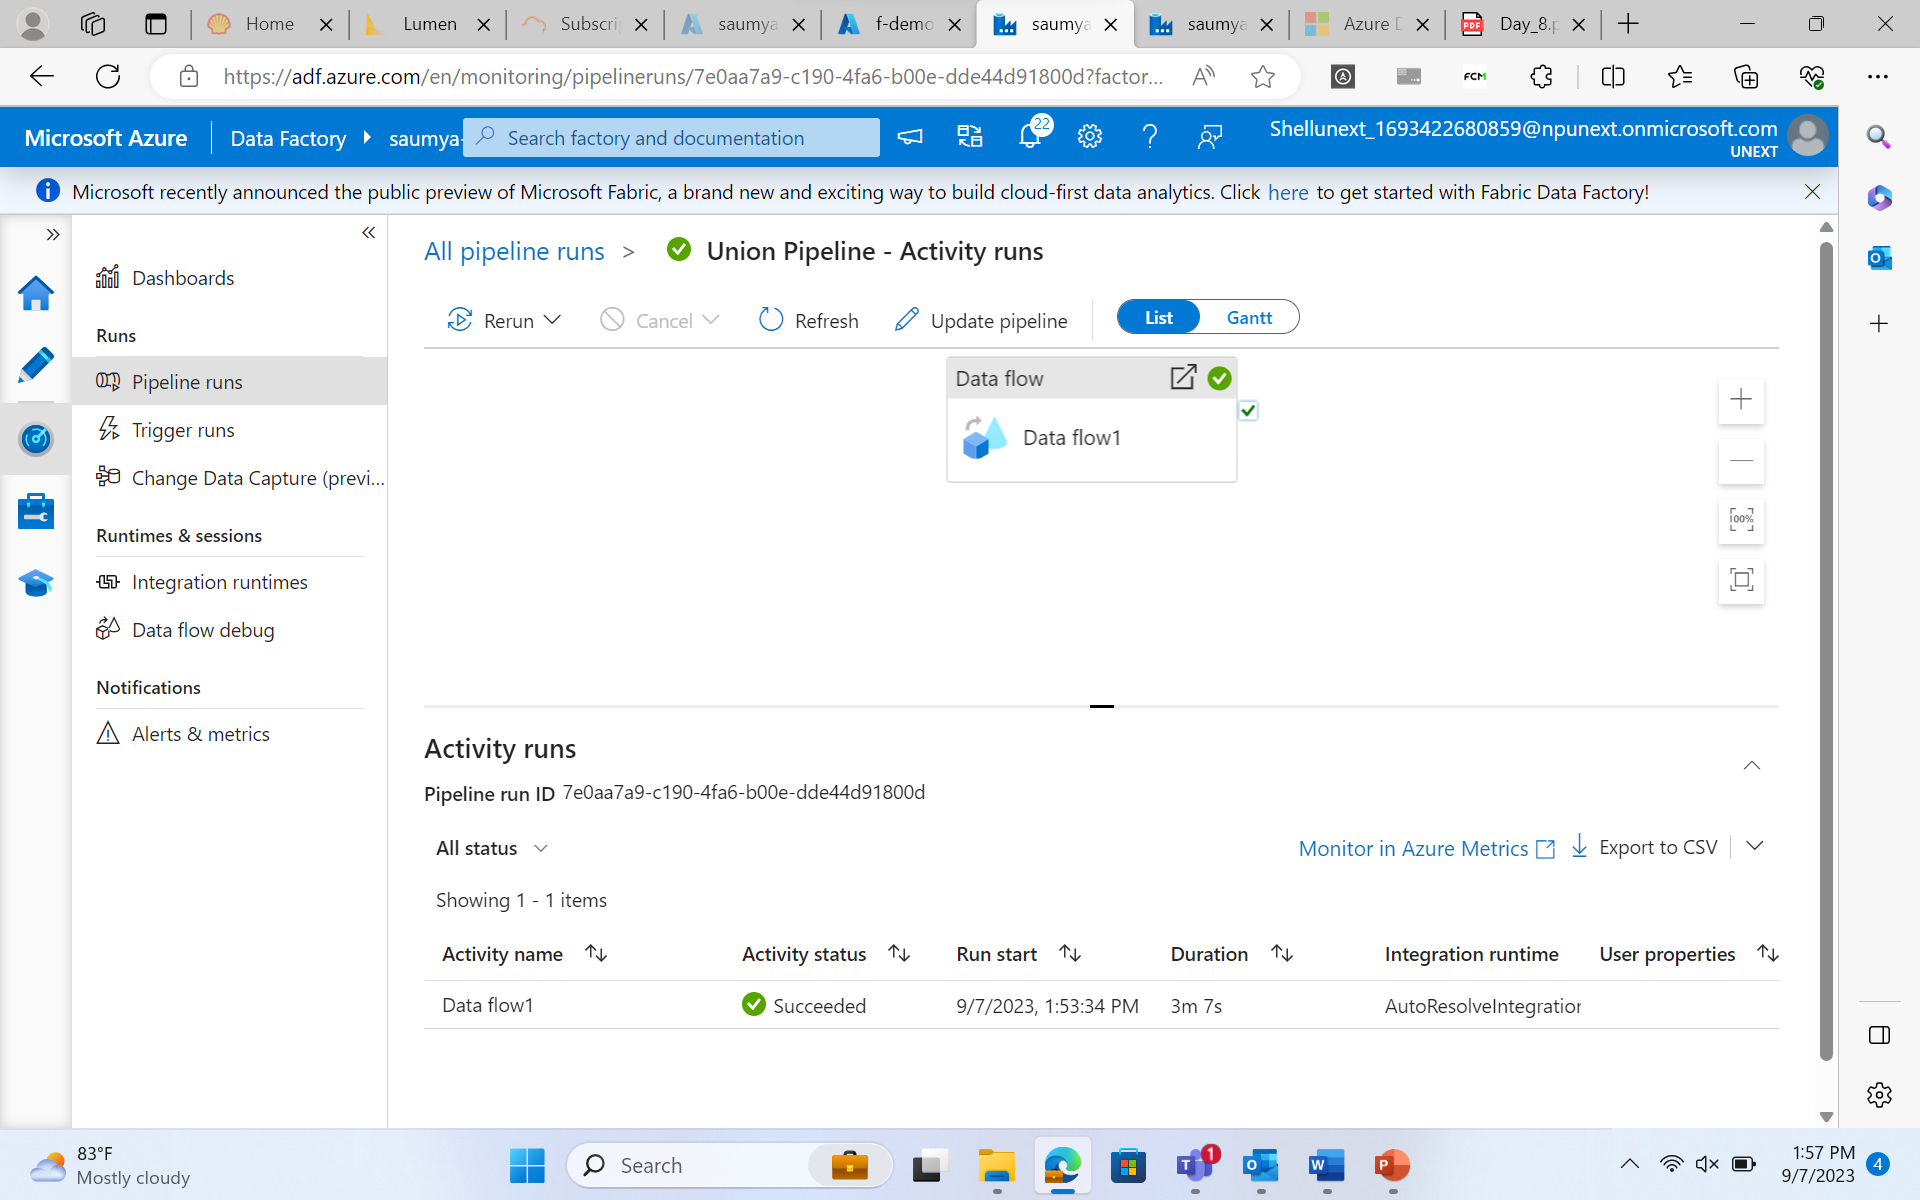 Home
Lumen
Subscri
saumya
f-demo
saumya
saumya
Azure D
PDF
Day_8.p
https://adf.azure.com/en/monitoring/pipelineruns/7e0aa7a9-c190-4fa6-b00e-dde44d91800d?factor...
FCM
Microsoft Azure
Data Factory
saumya-
Search factory and documentation
22
Shellunext_1693422680859@npunext.onmicrosoft.com
UNEXT
Microsoft recently announced the public preview of Microsoft Fabric, a brand new and exciting way to build cloud-first data analytics. Click here to get started with Fabric Data Factory!
Dashboards
Runs
Pipeline runs
Trigger runs
Change Data Capture (previ...
Runtimes & sessions
Integration runtimes
Data flow debug
Notifications
Alerts & metrics
All pipeline runs > Union Pipeline - Activity runs
Rerun
Cancel
Refresh
Update pipeline
List
Gantt
Data flow
Data flow1
100%
Activity runs
Pipeline run ID 7e0aa7a9-c190-4fa6-b00e-dde44d91800d
All status
Monitor in Azure Metrics
Export to CSV
Showing 1 - 1 items
Activity name Activity status Run start Duration Integration runtime User properties
Data flow1 Succeeded 9/7/2023, 1:53:34 PM 3m 7s AutoResolveIntegration
83°F
Mostly cloudy
Search
1
1:57 PM
9/7/2023
4